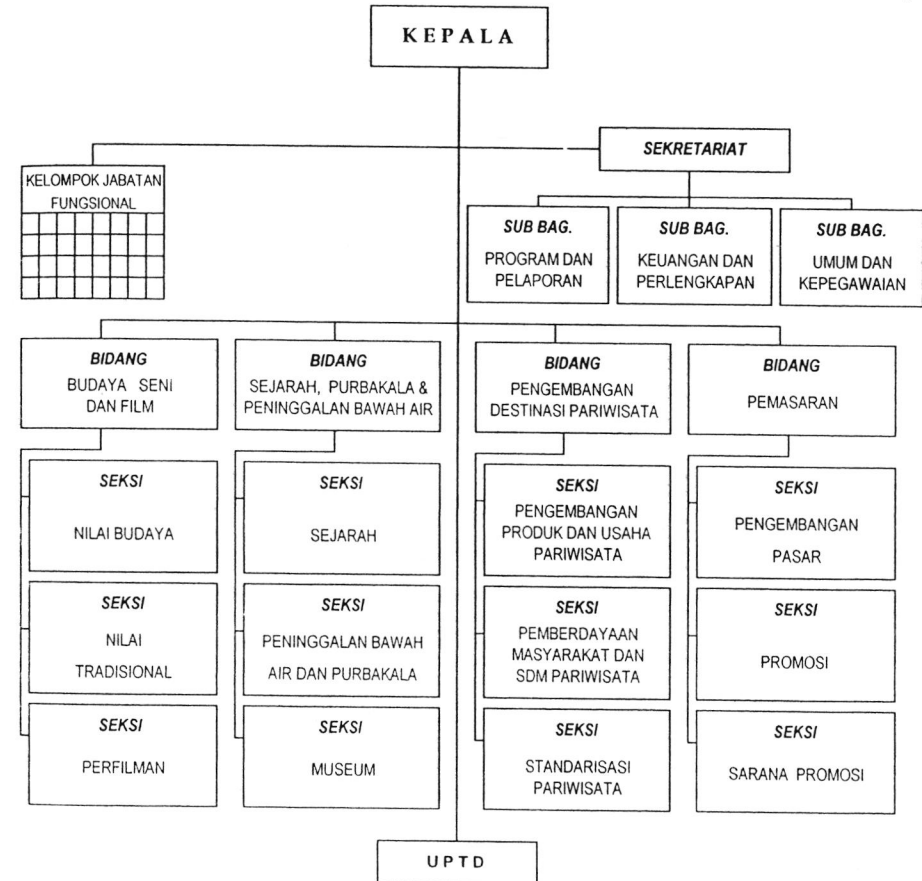 KEPALA
SEKRETARIAT
KELOMPOK JABATAN
FUNGSIONAL
SUB BAG.
PROGRAM DAN
PELAPORAN
SUB BAG.
KEUANGAN DAN
PERLENGKAPAN
SUB BAG.
UMUM DAN
KEPEGAWAIAN
BIDANG
BUDAYA SENI
DAN FILM
BIDANG
SEJARAH, PURBAKALA &
PENINGGALAN BAWAH AIR
BIDANG
PENGEMBANGAN
DESTINASI PARIWISATA
BIDANG
PEMASARAN
SEKSI
NILAI BUDAYA
SEKSI
SEJARAH
SEKSI
PENGEMBANGAN
PRODUK DAN USAHA
PARIWISATA
SEKSI
PENGEMBANGAN
PASAR
SEKSI
NILAI
TRADISIONAL
SEKSI
PENINGGALAN BAWAH
AIR DAN PURBAKALA
SEKSI
PEMBERDAYAAN
MASYARAKAT DAN
SDM PARIWISATA
SEKSI
PROMOSI
SEKSI
PERFILMAN
SEKSI
MUSEUM
SEKSI
STANDARISASI
PARIWISATA
SEKSI
SARANA PROMOSI
UPTD